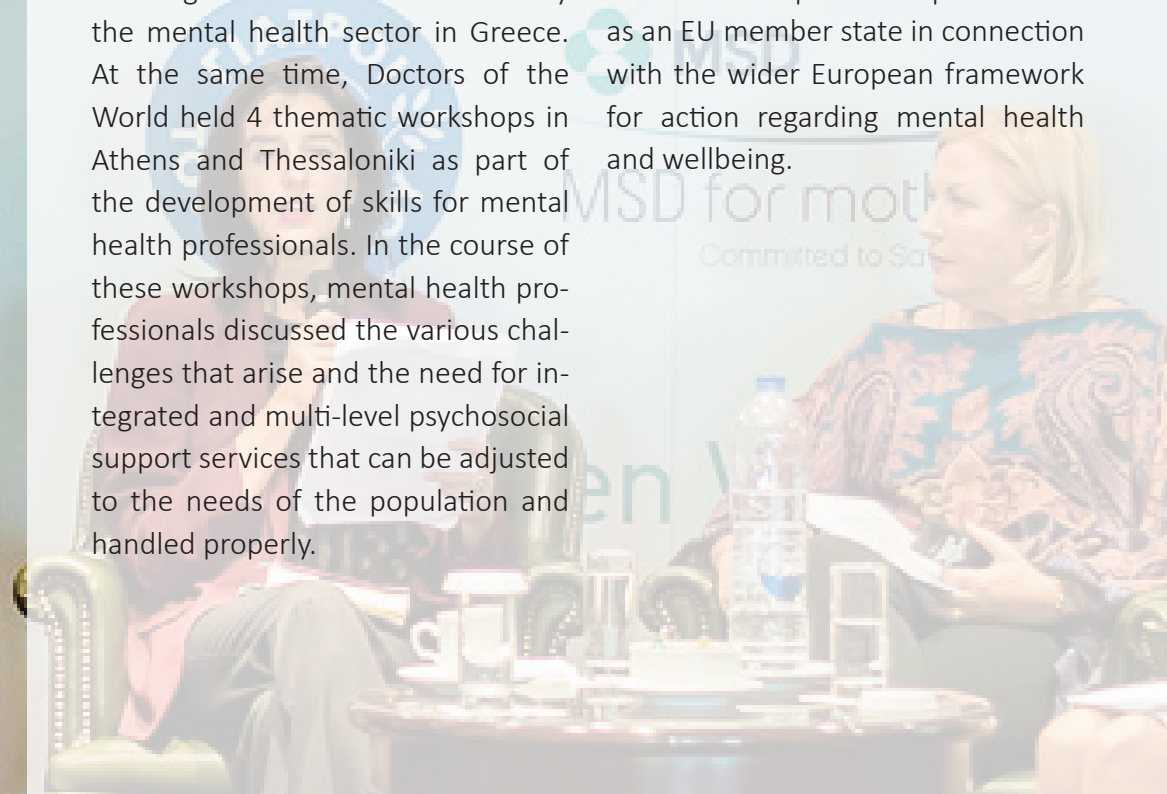 the mental health sector in Greece.
At the same time, Doctors of the
World held 4 thematic workshops in
Athens and Thessaloniki as part of
the development of skills for mental
health professionals. In the course of
these workshops, mental health pro-
fessionals discussed the various chal-
lenges that arise and the need for in-
tegrated and multi-level psychosocial
support services that can be adjusted
to the needs of the population and
handled properly.
as an EU member state in connection
with the wider European framework
for action regarding mental health
and wellbeing.
MSD
MSD for mot
Committed to Sa
en